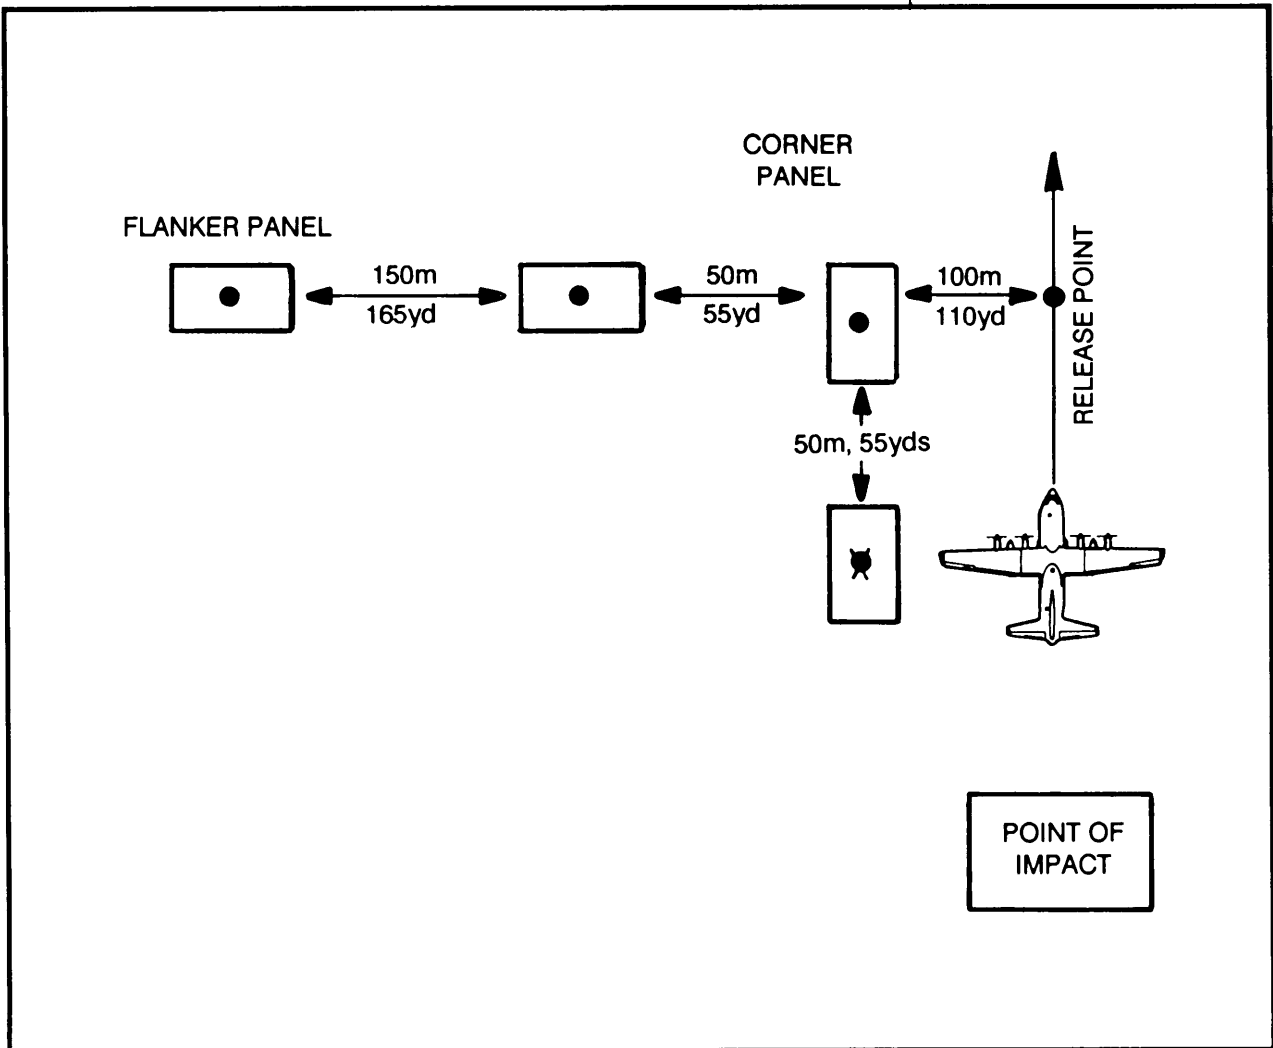 CORNER
PANEL
FLANKER PANEL
150m
165yd
50m
55yd
100m
110yd
RELEASE POINT
50m, 55yds
POINT OF
IMPACT